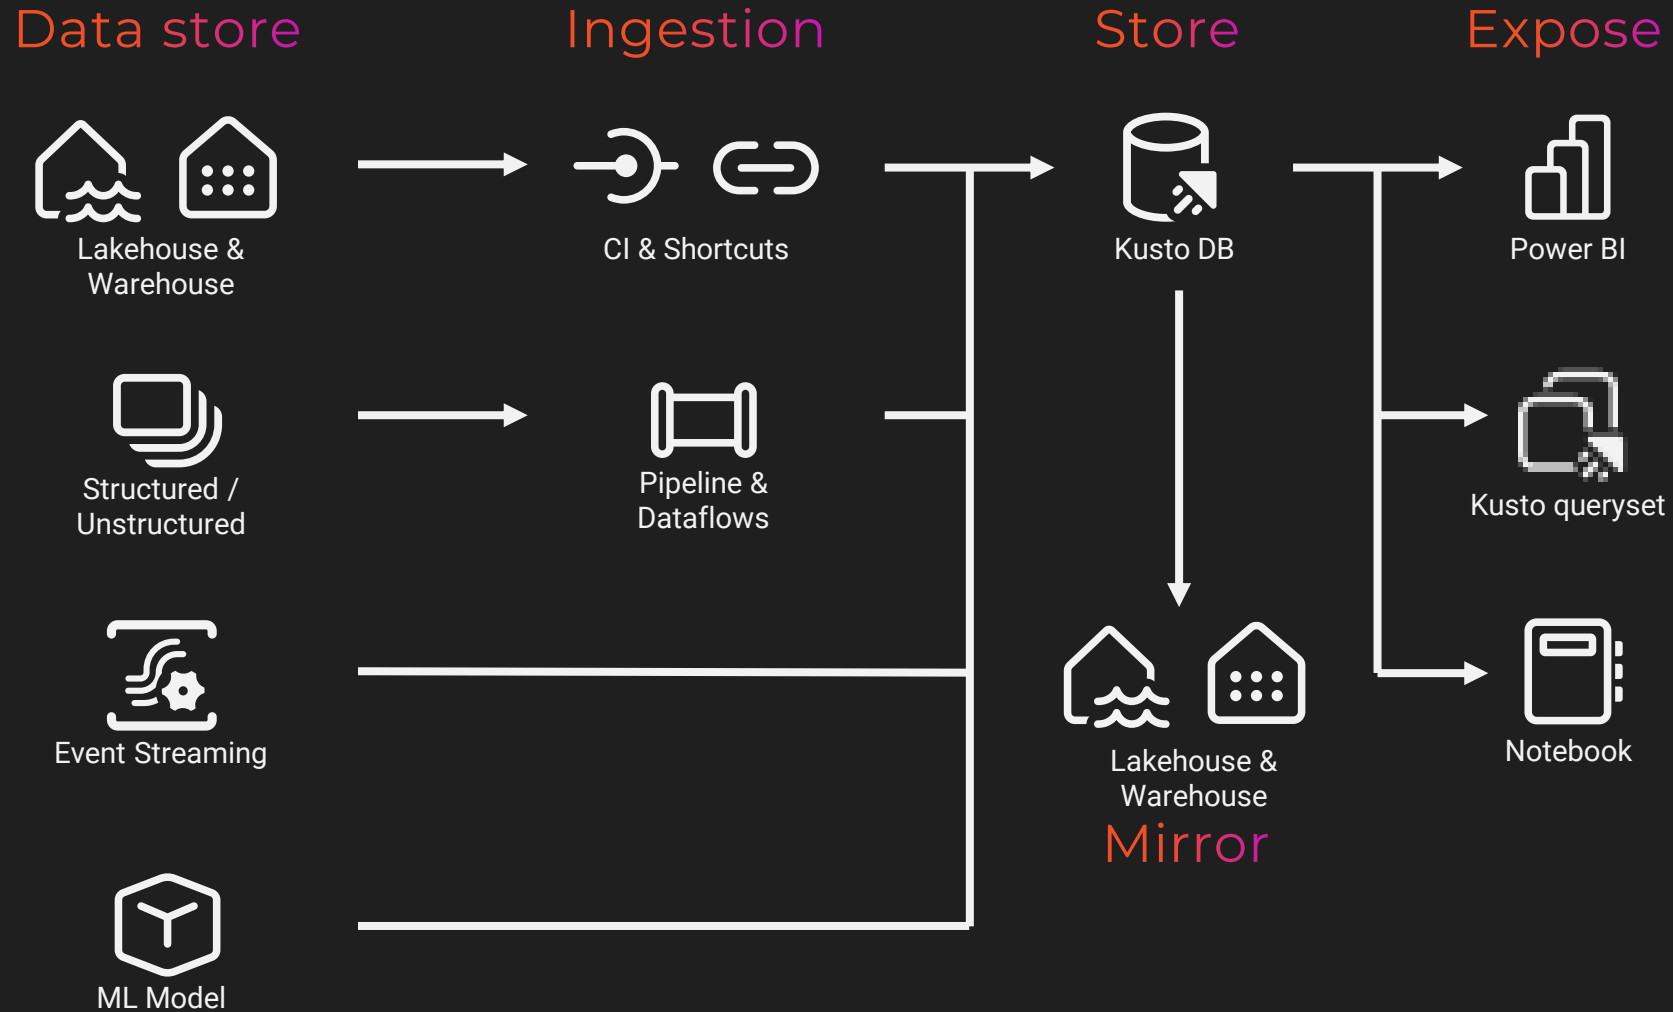 Data store
Ingestion
Store
Expose
Lakehouse &
Warehouse
CI & Shortcuts
Kusto DB
Power BI
Structured /
Unstructured
Pipeline &
Dataflows
Kusto queryset
Event Streaming
Lakehouse &
Warehouse
Mirror
Notebook
ML Model